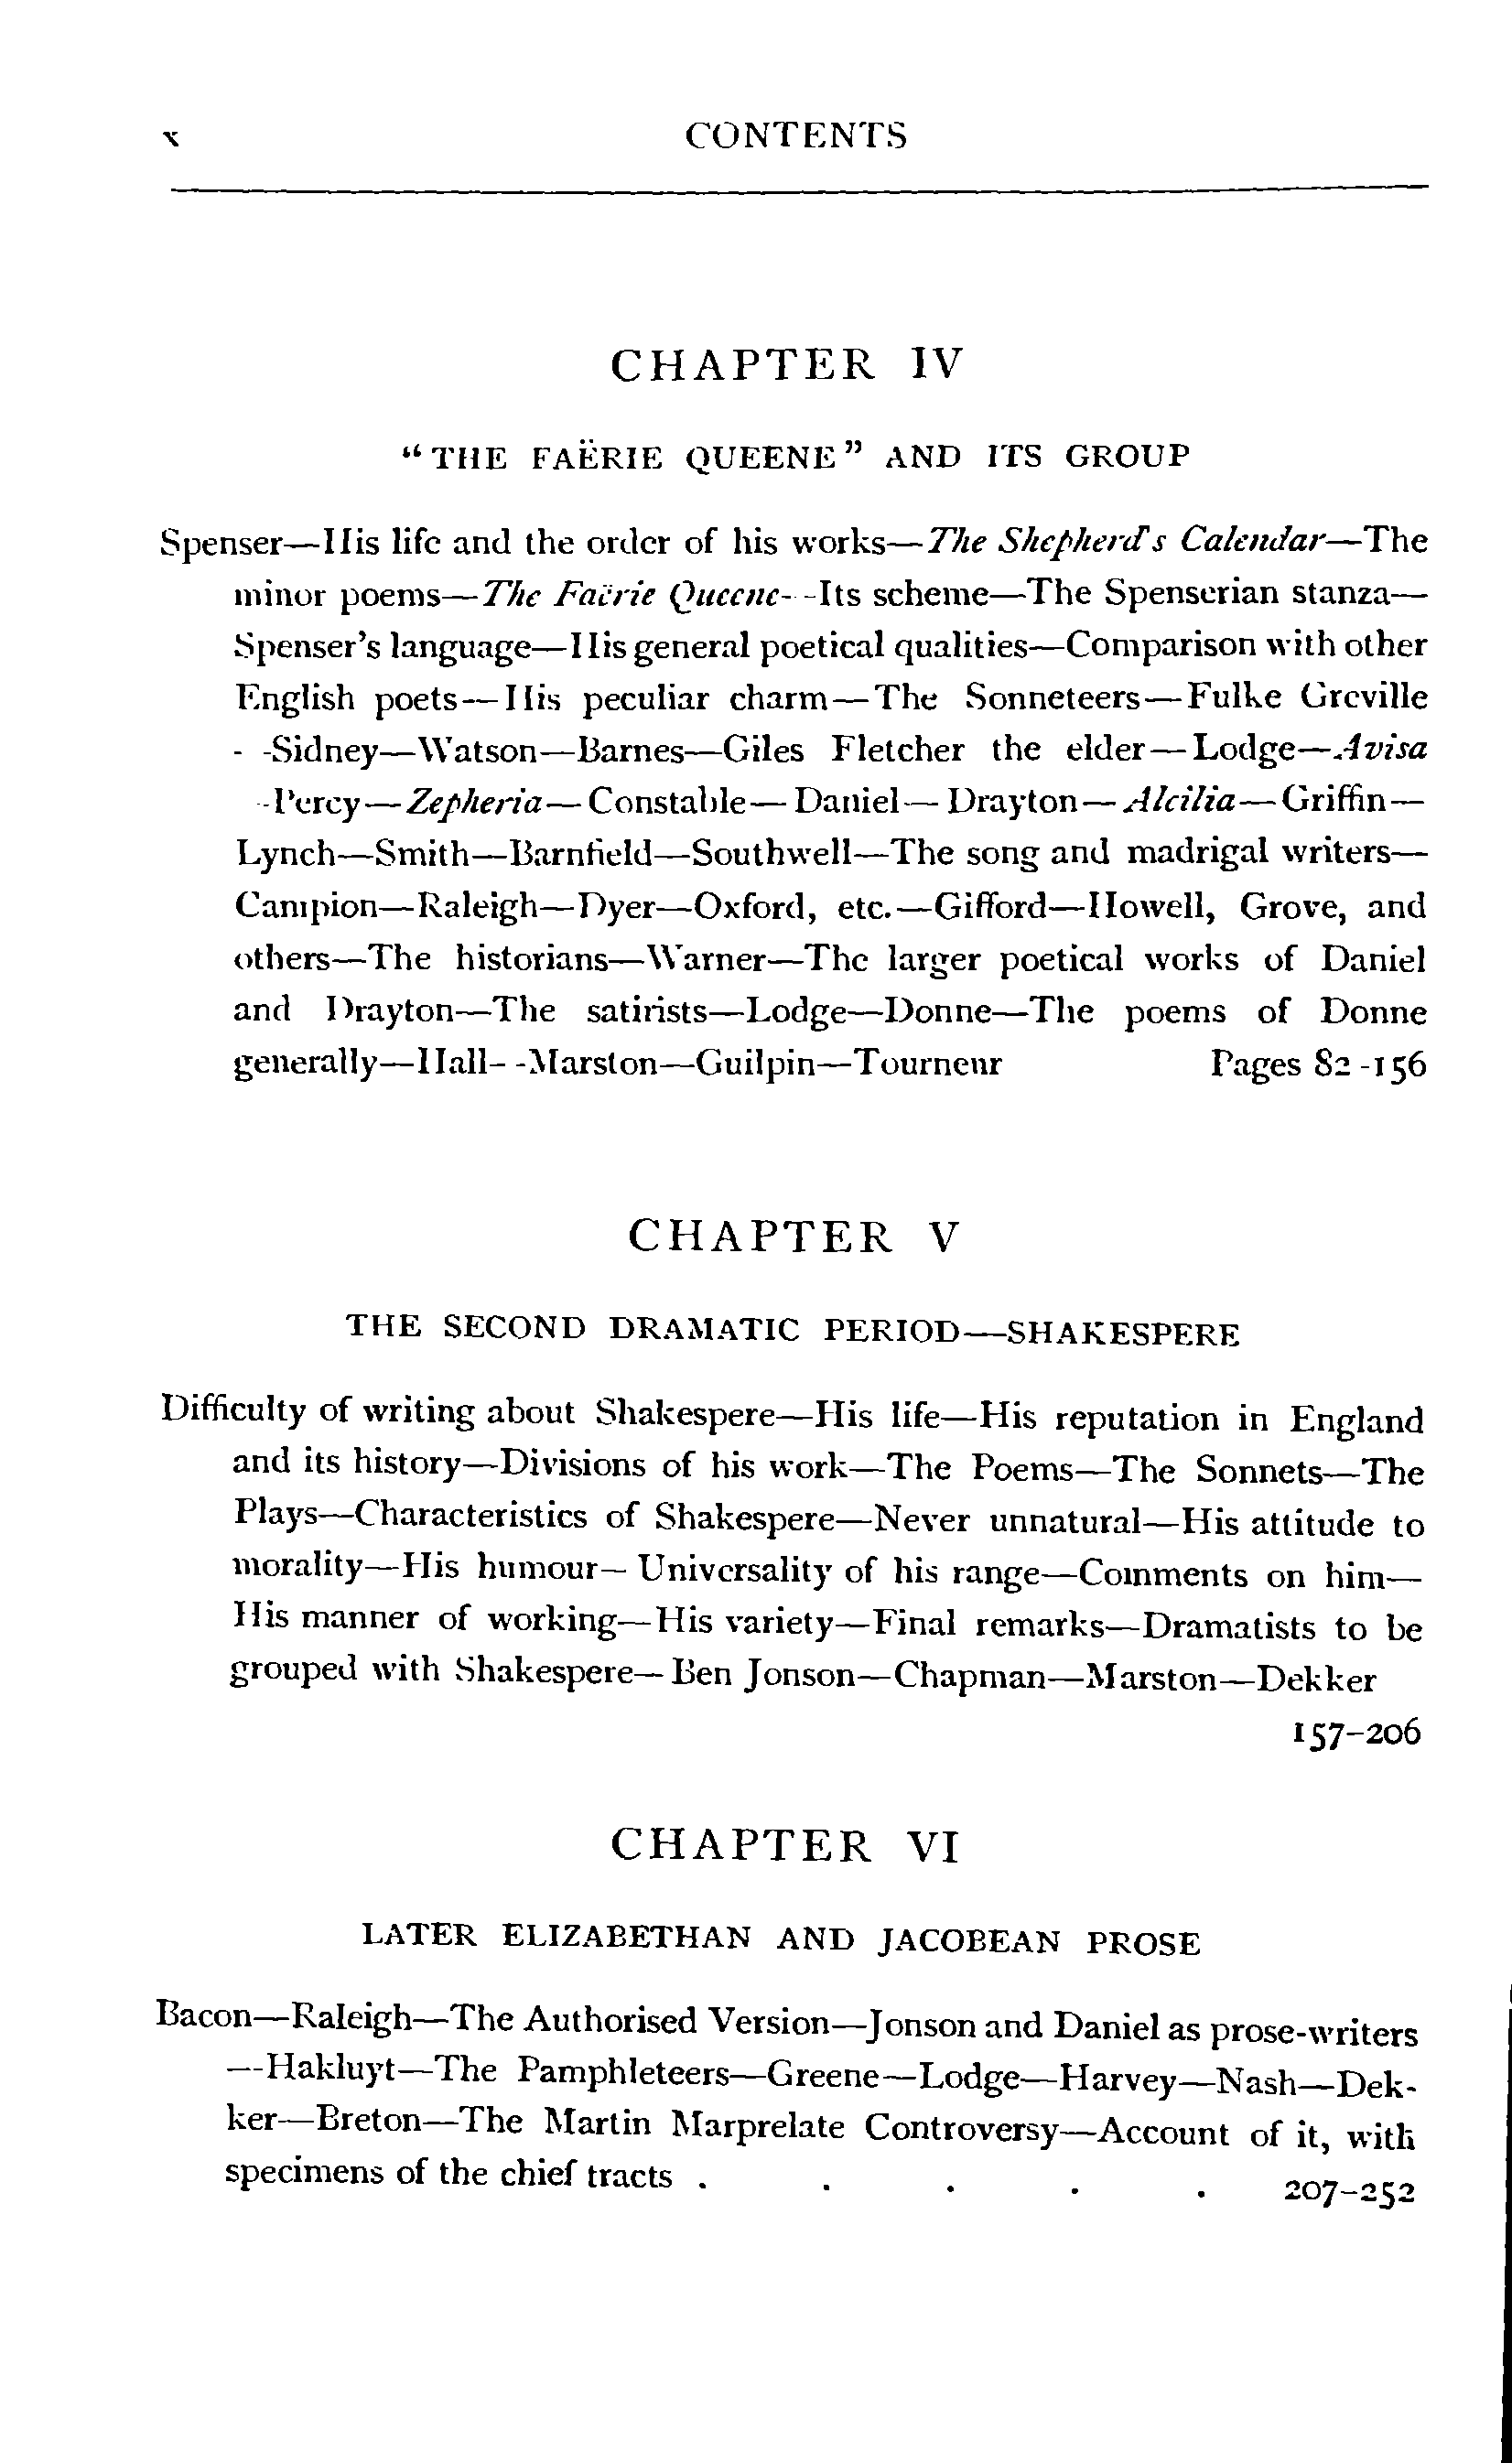 x CONTENTS
CHAPTER IV
“THE FAËRIE QUEENE” AND ITS GROUP
Spenser—His life and the order of his works—The Shepherd's Calendar—The
minor poems—The Faërie Queene—Its scheme—The Spenserian stanza—
Spenser's language—His general poetical qualities—Comparison with other
English poets—His peculiar charm—The Sonneteers—Fulke Greville
—Sidney—Watson—Barnes—Giles Fletcher the elder—Lodge—Avisa
—Percy—Zepheria—Constable—Daniel—Drayton—Alcilia—Griffin—
Lynch—Smith—Barnfield—Southwell—The song and madrigal writers—
Campion—Raleigh—Dyer—Oxford, etc.—Gifford—Howell, Grove, and
others—The historians—Warner—The larger poetical works of Daniel
and Drayton—The satirists—Lodge—Donne—The poems of Donne
generally—Hall—Marston—Guilpin—Tourneur Pages 82-156
CHAPTER V
THE SECOND DRAMATIC PERIOD—SHAKESPERE
Difficulty of writing about Shakespere—His life—His reputation in England
and its history—Divisions of his work—The Poems—The Sonnets—The
Plays—Characteristics of Shakespere—Never unnatural—His attitude to
morality—His humour—Universality of his range—Comments on him—
His manner of working—His variety—Final remarks—Dramatists to be
grouped with Shakespere—Ben Jonson—Chapman—Marston—Dekker
157-206
CHAPTER VI
LATER ELIZABETHAN AND JACOBEAN PROSE
Bacon—Raleigh—The Authorised Version—Jonson and Daniel as prose-writers
—Hakluyt—The Pamphleteers—Greene—Lodge—Harvey—Nash—Dek-
ker—Breton—The Martin Marprelate Controversy—Account of it, with
specimens of the chief tracts . . . . . 207-252